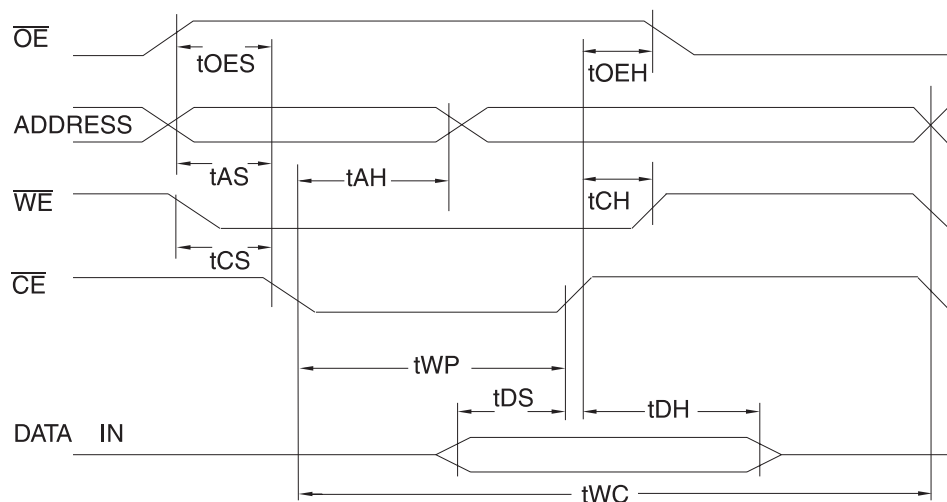 OE
tOES
tOEH
ADDRESS
tAS
tAH
WE
tCH
tCS
CE
tWP
tDS
tDH
DATA IN
tWC